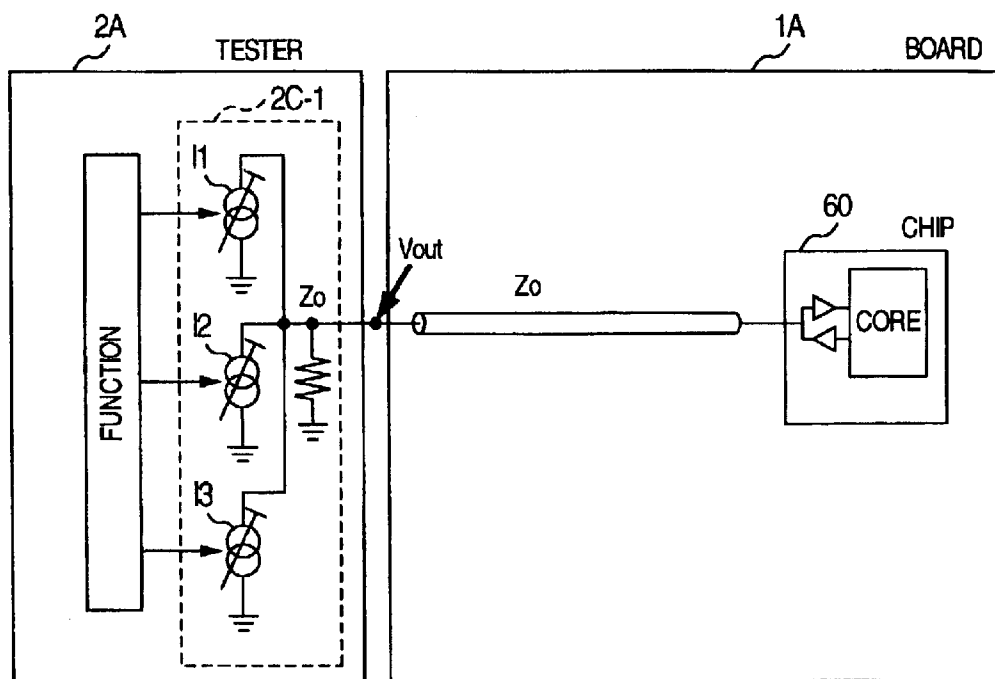 2A
TESTER
1A
BOARD
2C-1
I1
60
CHIP
Vout
Zo
Zo
I2
CORE
FUNCTION
I3